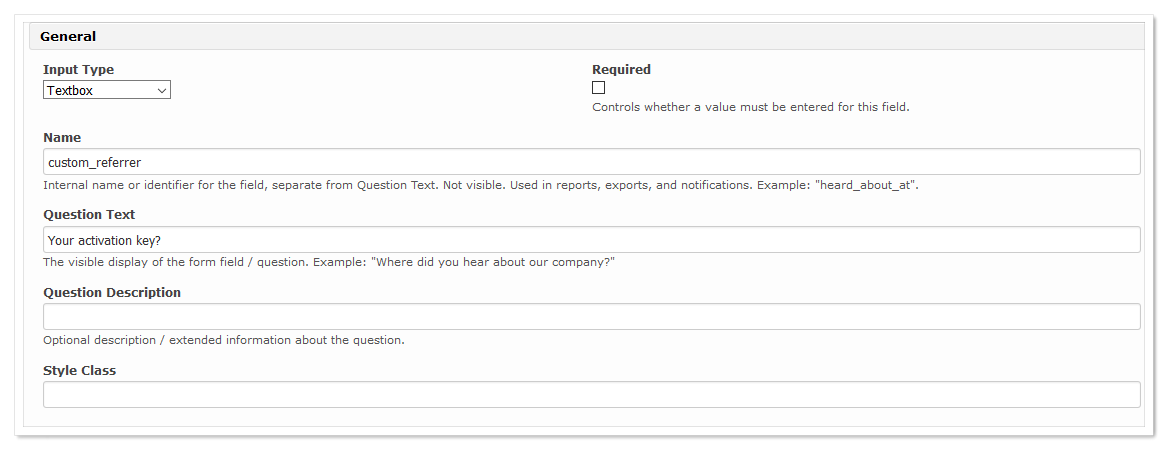 General
Input Type
Required
Textbox
Controls whether a value must be entered for this field.
Name
custom_referrer
Internal name or identifier for the field, separate from Question Text. Not visible. Used in reports, exports, and notifications. Example: "heard_about_at".
Question Text
Your activation key?
The visible display of the form field / question. Example: "Where did you hear about our company?"
Question Description
Optional description / extended information about the question.
Style Class